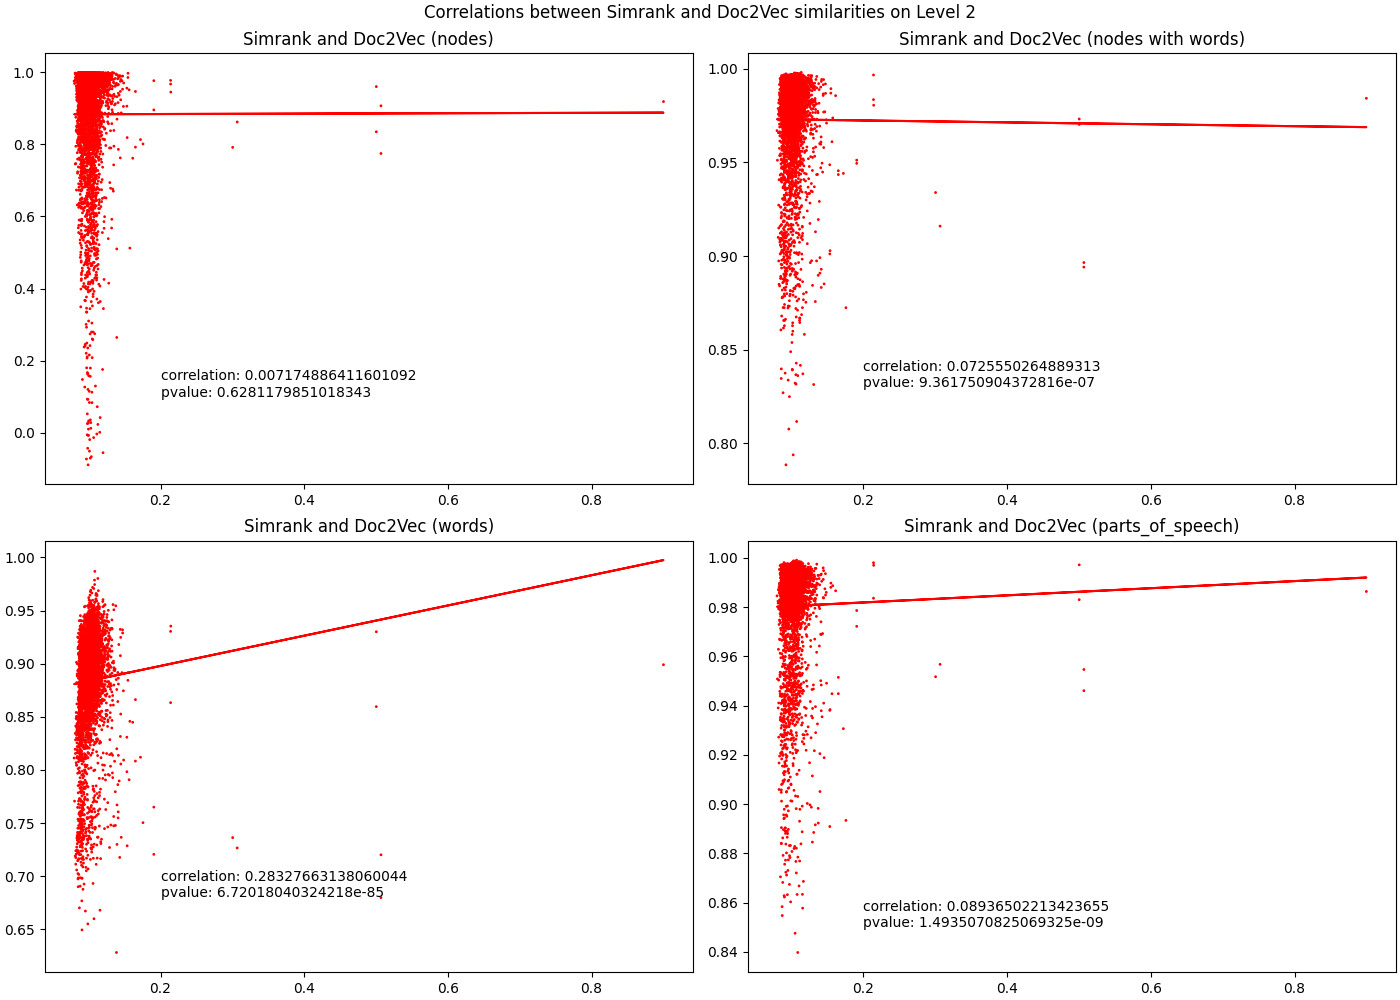 Correlations between Simrank and Doc2Vec similarities on Level 2
Simrank and Doc2Vec (nodes)
1.0
0.8
0.6
0.4
0.2
0.0
correlation: 0.007174886411601092
pvalue: 0.6281179851018343
0.2 0.4 0.6 0.8
Simrank and Doc2Vec (nodes with words)
1.00
0.95
0.90
0.85
0.80
correlation: 0.0725550264889313
pvalue: 9.361750904372816e-07
0.2 0.4 0.6 0.8
Simrank and Doc2Vec (words)
1.00
0.95
0.90
0.85
0.80
0.75
0.70
0.65
correlation: 0.28327663138060044
pvalue: 6.72018040324218e-85
0.2 0.4 0.6 0.8
Simrank and Doc2Vec (parts_of_speech)
1.00
0.98
0.96
0.94
0.92
0.90
0.88
0.86
0.84
correlation: 0.08936502213423655
pvalue: 1.4935070825069325e-09
0.2 0.4 0.6 0.8